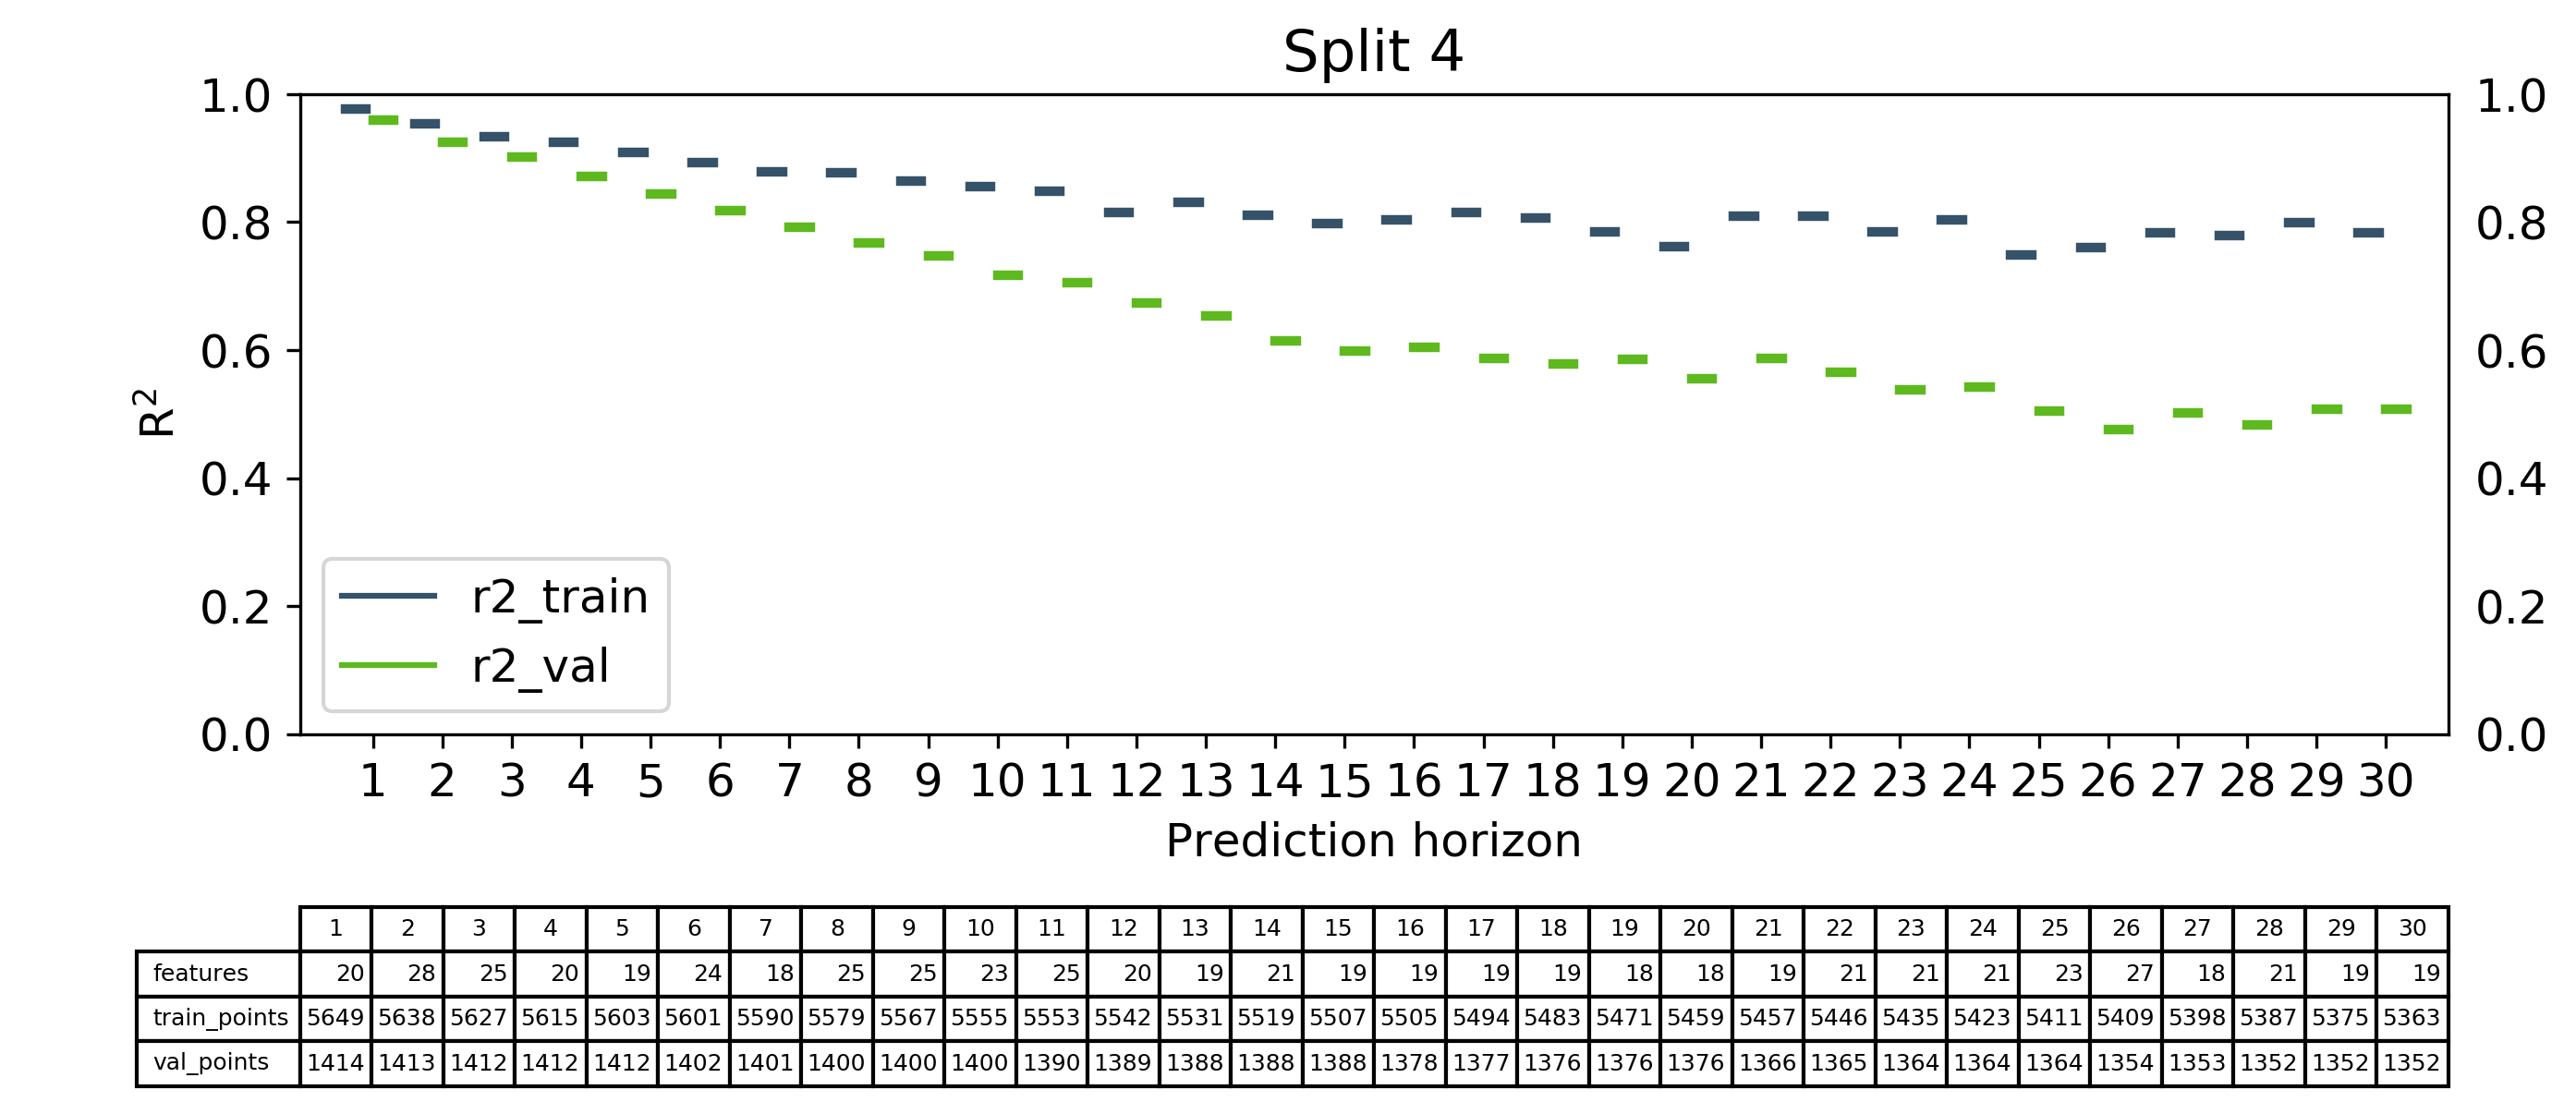 Split 4
1.0 1.0
0.8 0.8
0.6 0.6
0.4 0.4
0.2 0.2
0.0 0.0
R²
r2_train
r2_val
1 2 3 4 5 6 7 8 9 10 11 12 13 14 15 16 17 18 19 20 21 22 23 24 25 26 27 28 29 30
Prediction horizon
1 2 3 4 5 6 7 8 9 10 11 12 13 14 15 16 17 18 19 20 21 22 23 24 25 26 27 28 29 30
features 20 28 25 20 19 24 18 25 25 23 25 20 19 21 19 19 19 19 18 18 19 21 21 21 23 27 18 21 19 19
train_points 5649 5638 5627 5615 5603 5601 5590 5579 5567 5555 5553 5542 5531 5519 5507 5505 5494 5483 5471 5459 5457 5446 5435 5423 5411 5409 5398 5387 5375 5363
val_points 1414 1413 1412 1412 1412 1402 1401 1400 1400 1400 1390 1389 1388 1388 1388 1378 1377 1376 1376 1376 1366 1365 1364 1364 1364 1354 1353 1352 1352 1352